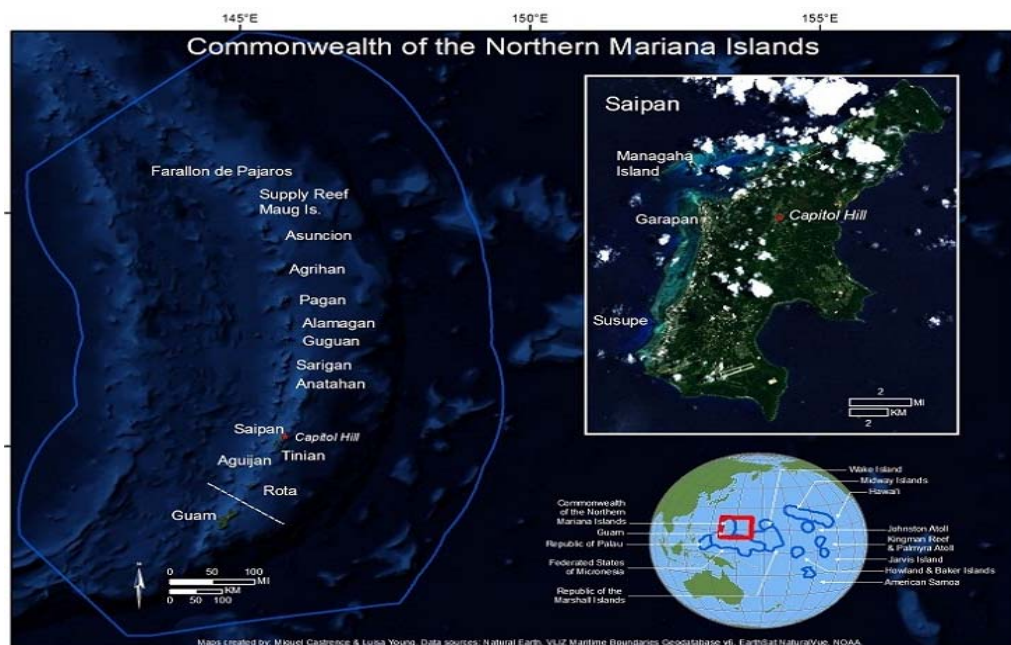 145°E
150°E
155°E
Commonwealth of the Northern Mariana Islands
Farallon de Pajaros
Supply Reef
Maug Is.
Asuncion
Agrihan
Pagan
Alamagan
Guguan
Sarigan
Anatahan
Saipan
Capitol Hill
Tinian
Aguijan
Rota
Guam
50
100
MI
KM
50
100
Saipan
Managaha
Island
Garapan
Capitol Hill
Susupe
2
MI
KM
2
Wake Island
Midway Islands
Hawai'i
Commonwealth
of the Northern
Mariana Islands
Guam
Republic of Palau
Federated States
of Micronesia
Republic of the
Marshall Islands
Johnston Atoll
Kingman Reef
& Palmyra Atoll
Jarvis Island
Howland & Baker Islands
American Samoa
Maps created by: Miguel Castrence & Luisa Young. Data sources: Natural Earth, VLIZ Maritime Boundaries Geodatabase v6, EarthSat NaturalVue, NOAA